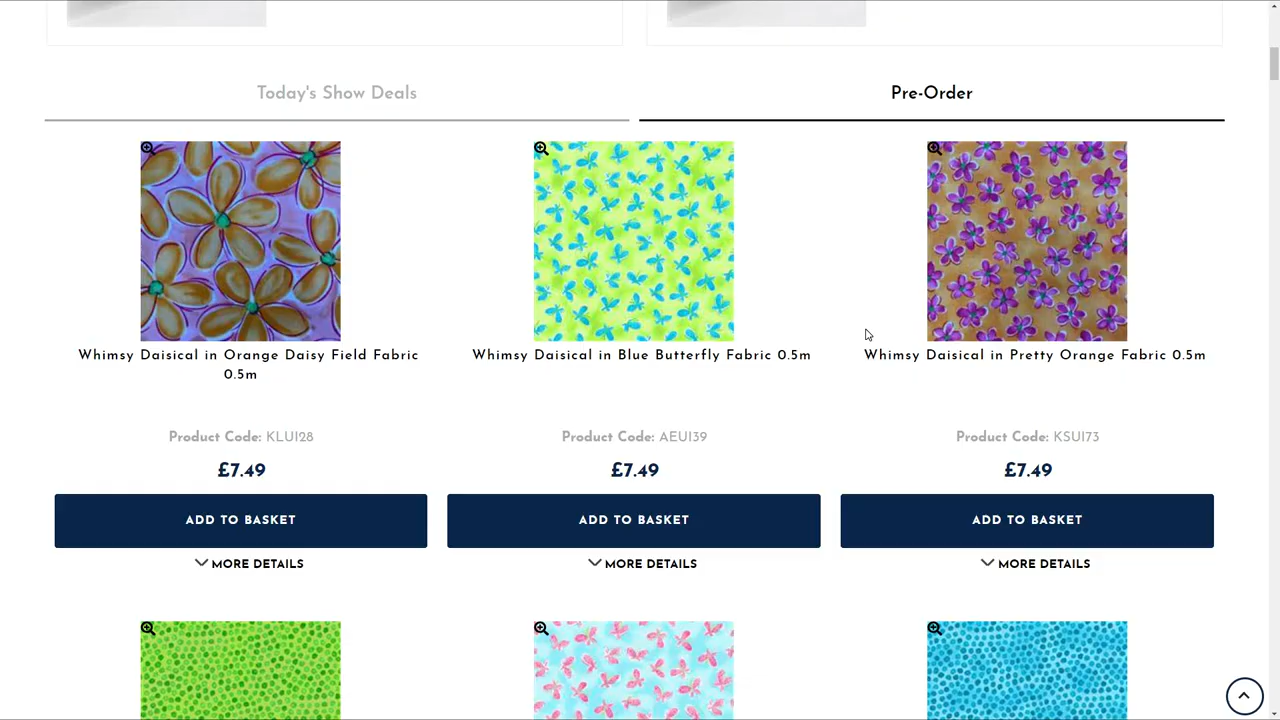 Today's Show Deals
Pre-Order
Whimsy Daisical in Orange Daisy Field Fabric
0.5m
Product Code: KLUI28
£7.49
ADD TO BASKET
MORE DETAILS
Whimsy Daisical in Blue Butterfly Fabric 0.5m
Product Code: AEUI39
£7.49
ADD TO BASKET
MORE DETAILS
Whimsy Daisical in Pretty Orange Fabric 0.5m
Product Code: KSUI73
£7.49
ADD TO BASKET
MORE DETAILS